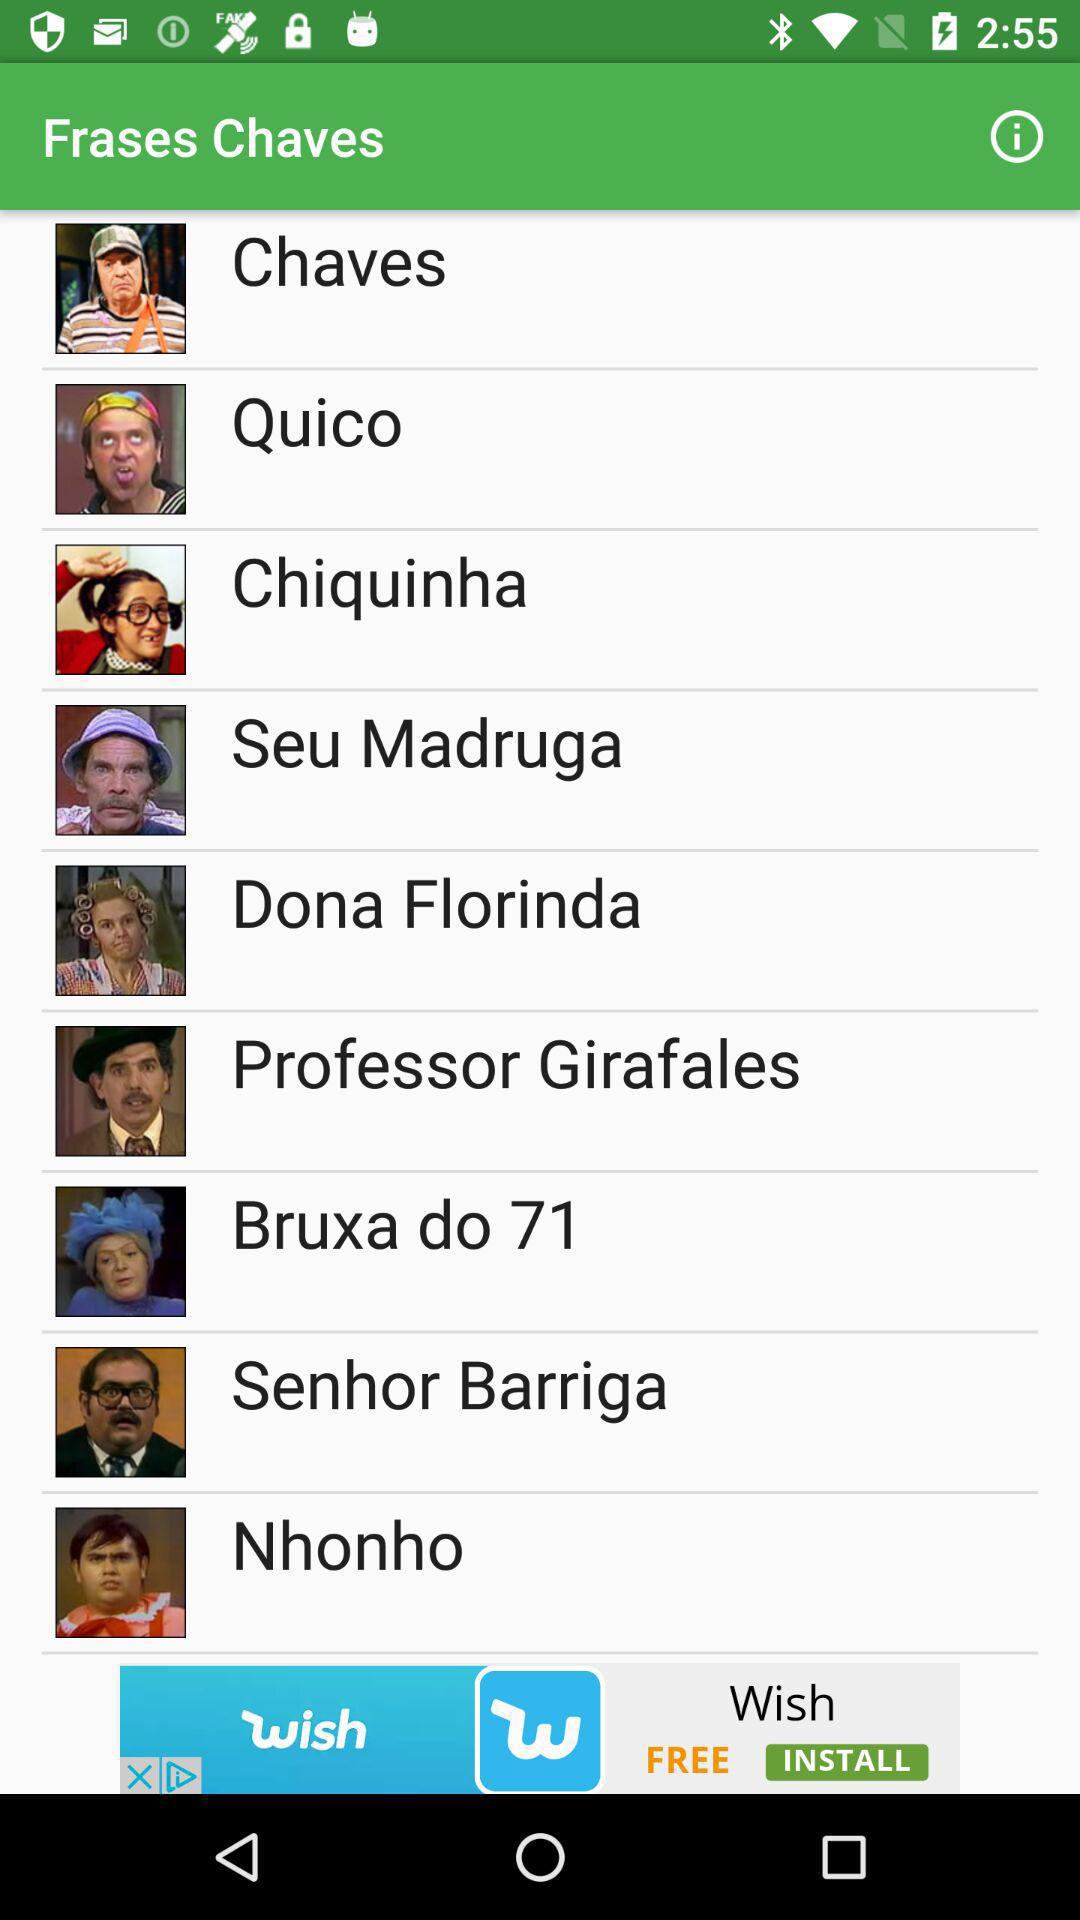 FAKE
2:55
Frases Chaves
Chaves
Quico
Chiquinha
Seu Madruga
Dona Florinda
Professor Girafales
Bruxa do 71
Senhor Barriga
Nhonho
wish
Wish
FREE INSTALL